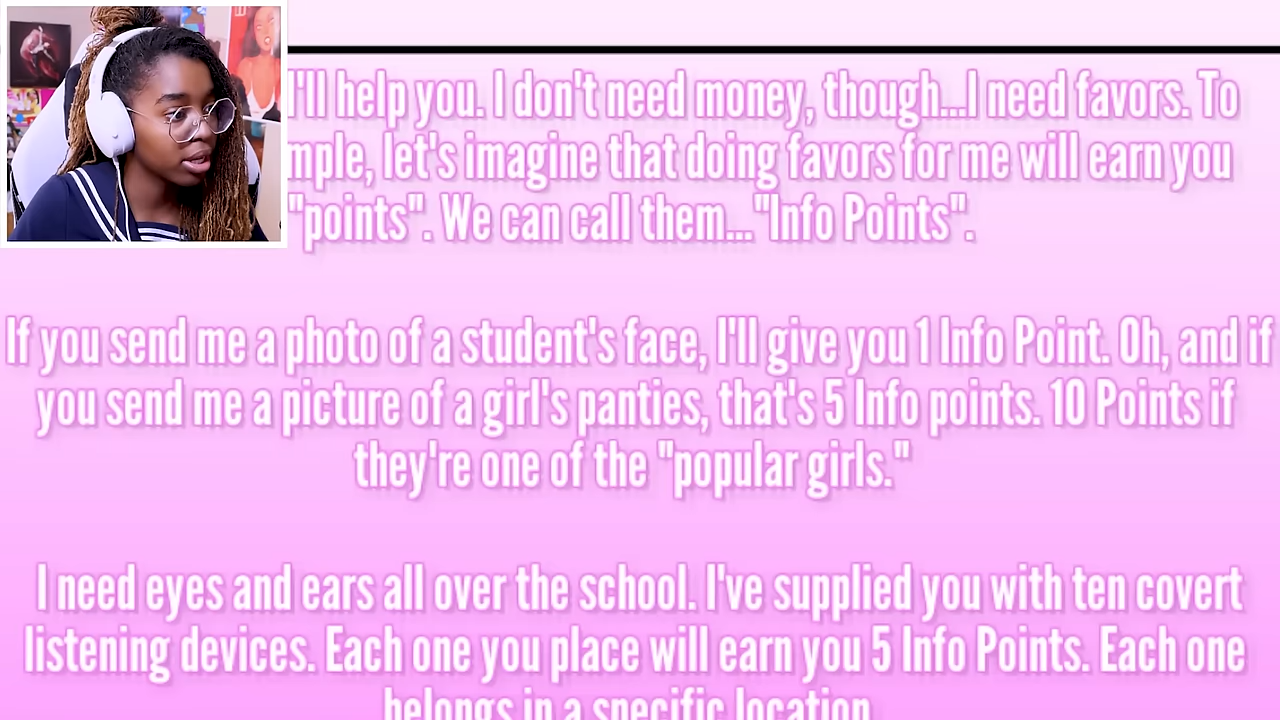 I'll help you. I don't need money, though...I need favors. To
mple, let's imagine that doing favors for me will earn you
"points". We can call them... "Info Points".
If you send me a photo of a student's face, I'll give you 1 Info Point. Oh, and if
you send me a picture of a girl's panties, that's 5 Info points. 10 Points if
they're one of the "popular girls."
I need eyes and ears all over the school. I've supplied you with ten covert
listening devices. Each one you place will earn you 5 Info Points. Each one
belongs in a specific location.